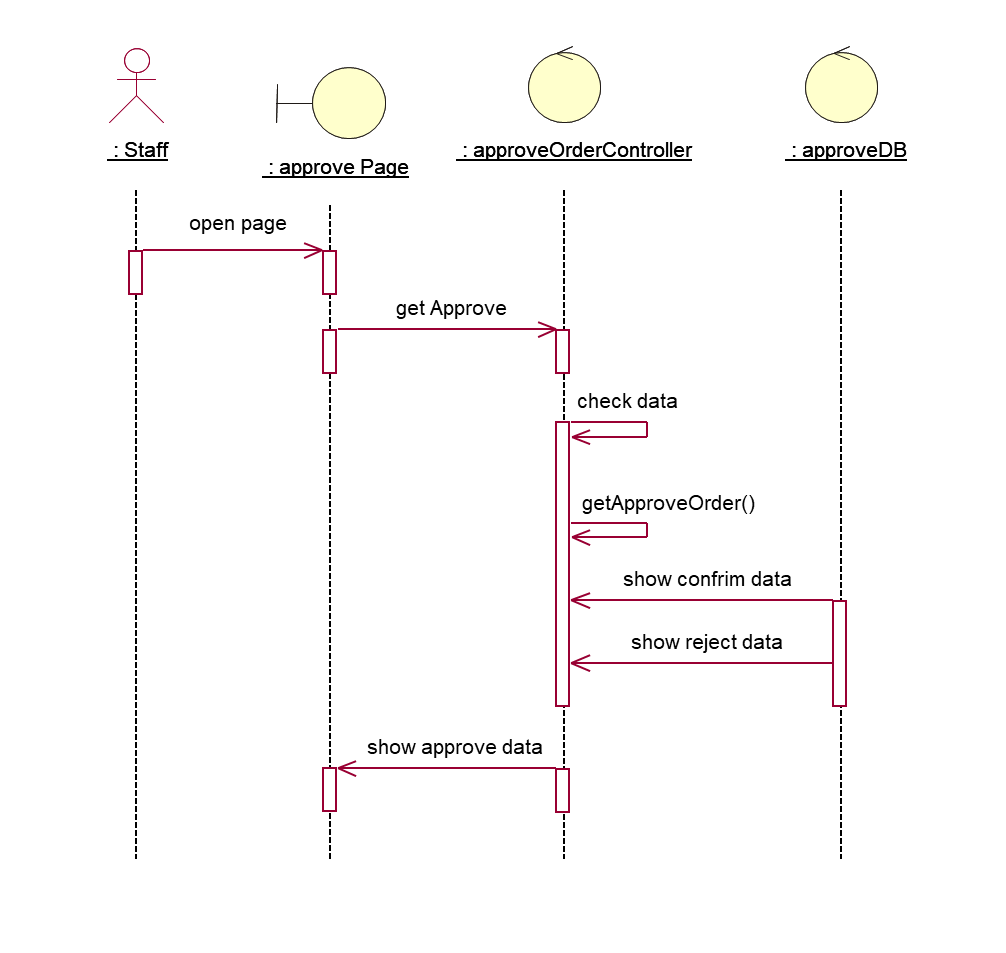 : Staff
: approve Page
: approveOrderController
: approveDB
open page
get Approve
check data
getApproveOrder()
show confrim data
show reject data
show approve data